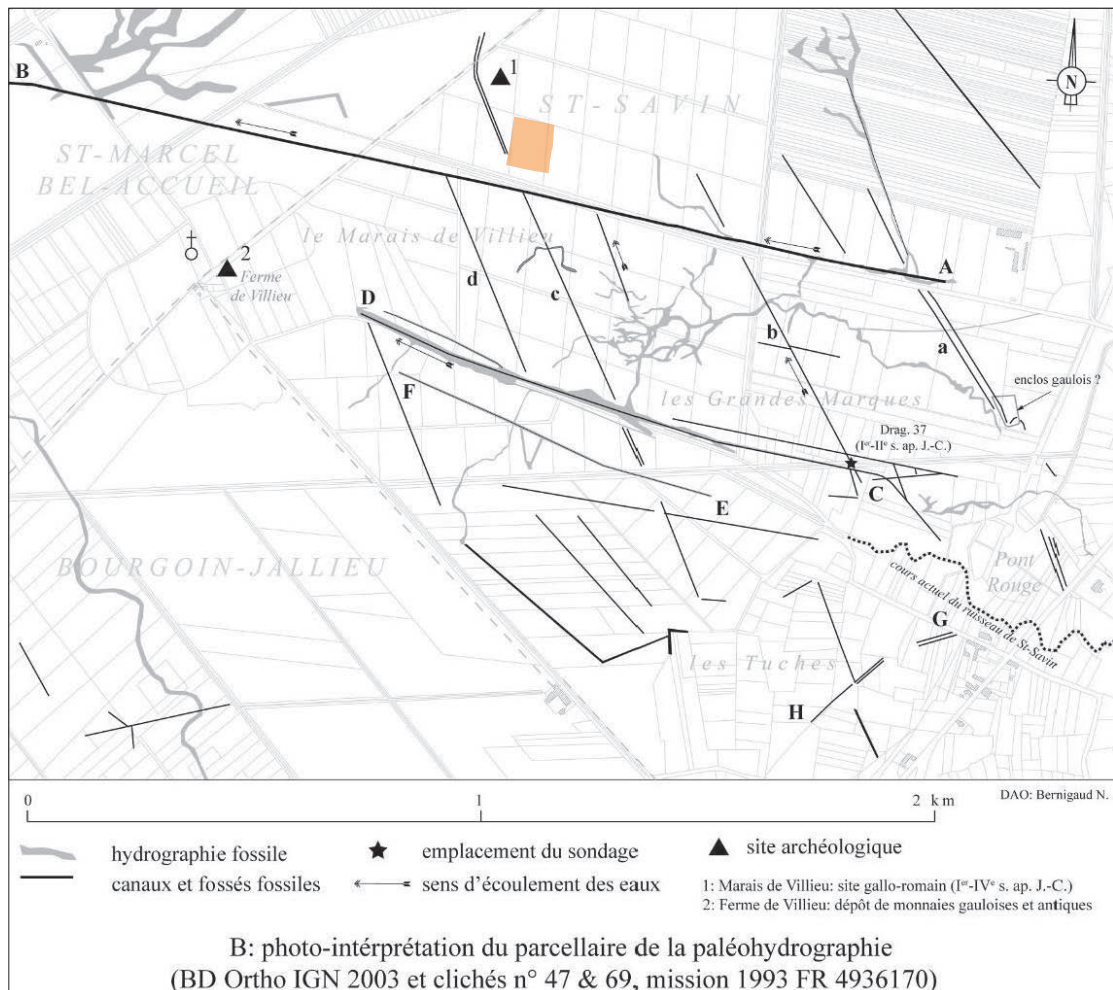 B
1
N
ST-SAVIN
ST-MARCEL
BEL-ACCUEIL
le Marais de Villieu
2
Ferme
de Villieu
A
D
d
c
b
a
enclos gaulois ?
F
les Grandes Marques
Drag. 37
(Ier-IIe s. ap. J.-C.)
C
E
BOURGOIN-JALLIEU
Pont
Rouge
cours actuel du ruisseau de St-Savin
G
les Tuches
H
0
1
2 km
DAO: Bernigaud N.
hydrographie fossile
emplacement du sondage
site archéologique
canaux et fossés fossiles
sens d'écoulement des eaux
1: Marais de Villieu: site gallo-romain (Ier-IVe s. ap. J.-C.)
2: Ferme de Villieu: dépôt de monnaies gauloises et antiques
B: photo-intérprétation du parcellaire de la paléohydrographie
(BD Ortho IGN 2003 et clichés n° 47 & 69, mission 1993 FR 4936170)